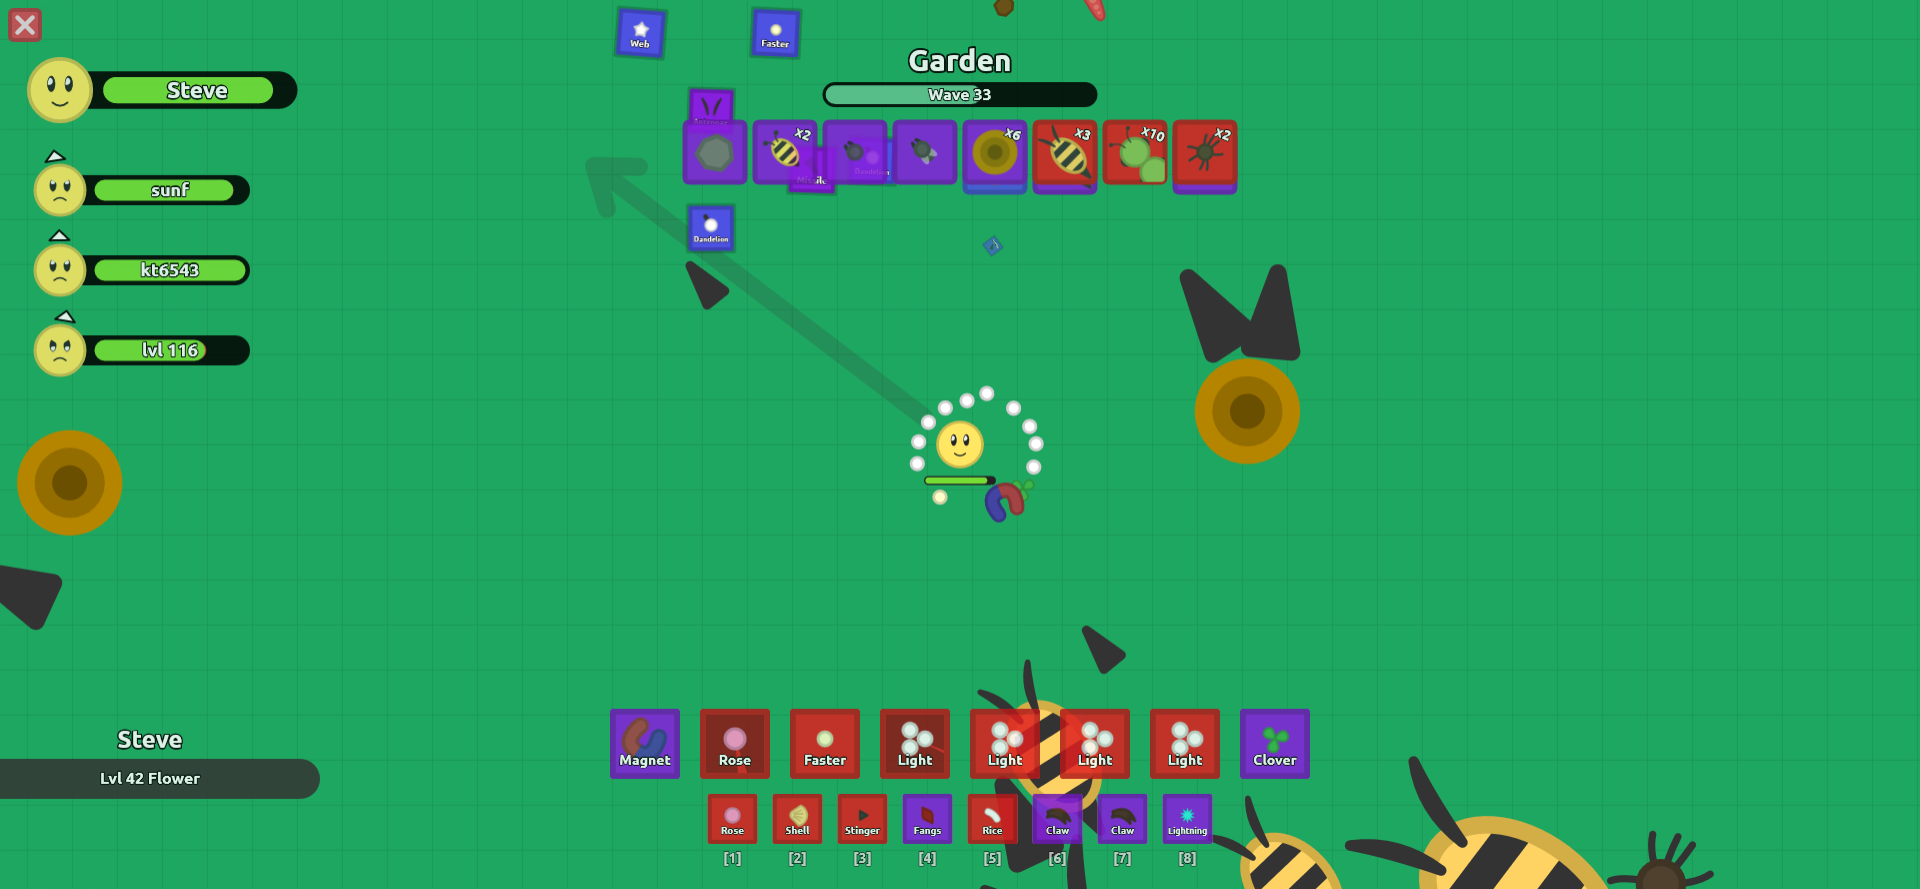 Web
Faster
Garden
Wave 33
Steve
x2
x6
x3
x10
x2
Missile
Dandelion
sunf
Dandelion
kt6543
lvl 116
Steve
Lvl 42 Flower
Magnet
Rose
Faster
Light
Light
Light
Light
Clover
Rose
Shell
Stinger
Fangs
Rice
Claw
Claw
Lightning
[1]
[2]
[3]
[4]
[5]
[6]
[7]
[8]